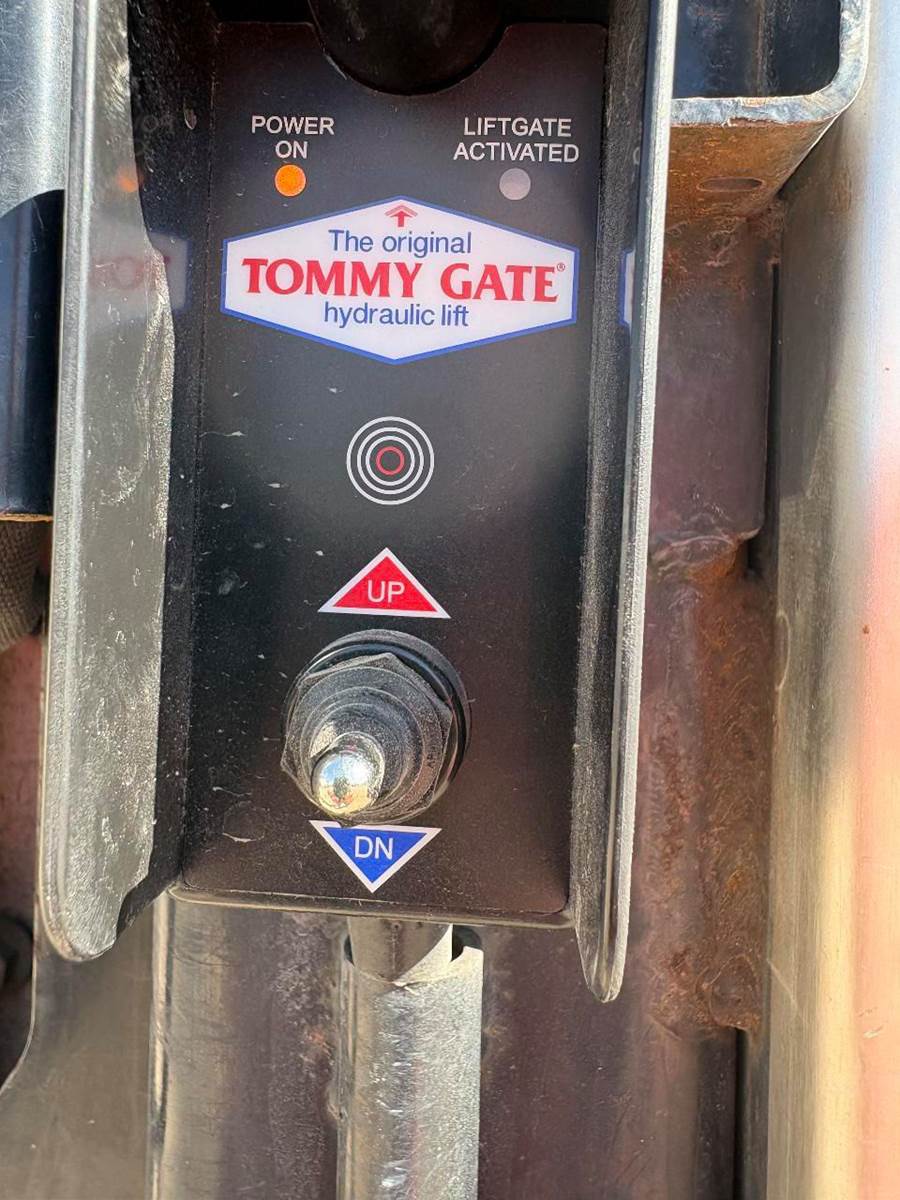 POWER
ON
LIFTGATE
ACTIVATED
The original
TOMMY GATE®
hydraulic lift
UP
DN